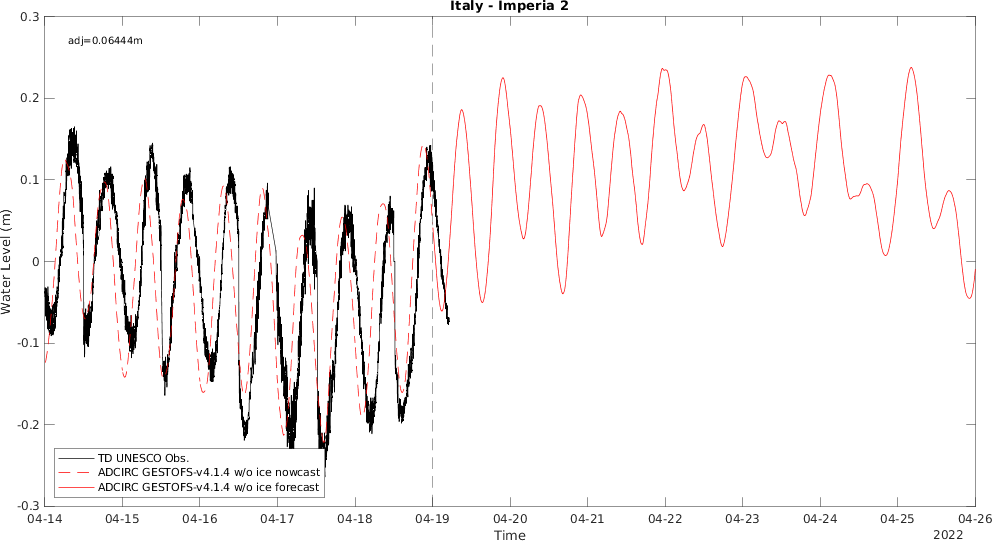 Italy - Imperia 2
adj=0.06444m
Water Level (m)
0.3
0.2
0.1
0
-0.1
-0.2
-0.3
TD UNESCO Obs.
ADCIRC GESTOFS-v4.1.4 w/o ice nowcast
ADCIRC GESTOFS-v4.1.4 w/o ice forecast
04-14 04-15 04-16 04-17 04-18 04-19 04-20 04-21 04-22 04-23 04-24 04-25 04-26
Time
2022